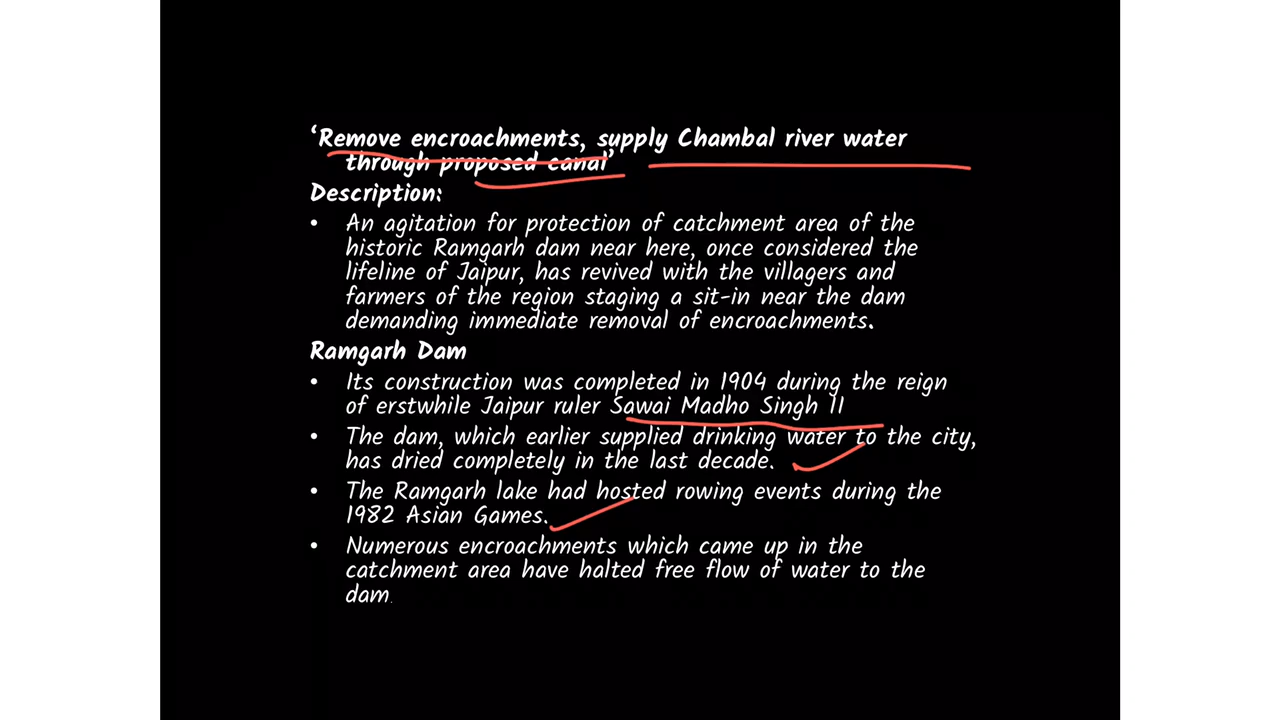 ‘Remove encroachments, supply Chambal river water
through proposed canal’
Description:
• An agitation for protection of catchment area of the
historic Ramgarh dam near here, once considered the
lifeline of Jaipur, has revived with the villagers and
farmers of the region staging a sit-in near the dam
demanding immediate removal of encroachments.
Ramgarh Dam
• Its construction was completed in 1904 during the reign
of erstwhile Jaipur ruler Sawai Madho Singh II
• The dam, which earlier supplied drinking water to the city,
has dried completely in the last decade.
• The Ramgarh lake had hosted rowing events during the
1982 Asian Games.
• Numerous encroachments which came up in the
catchment area have halted free flow of water to the
dam.